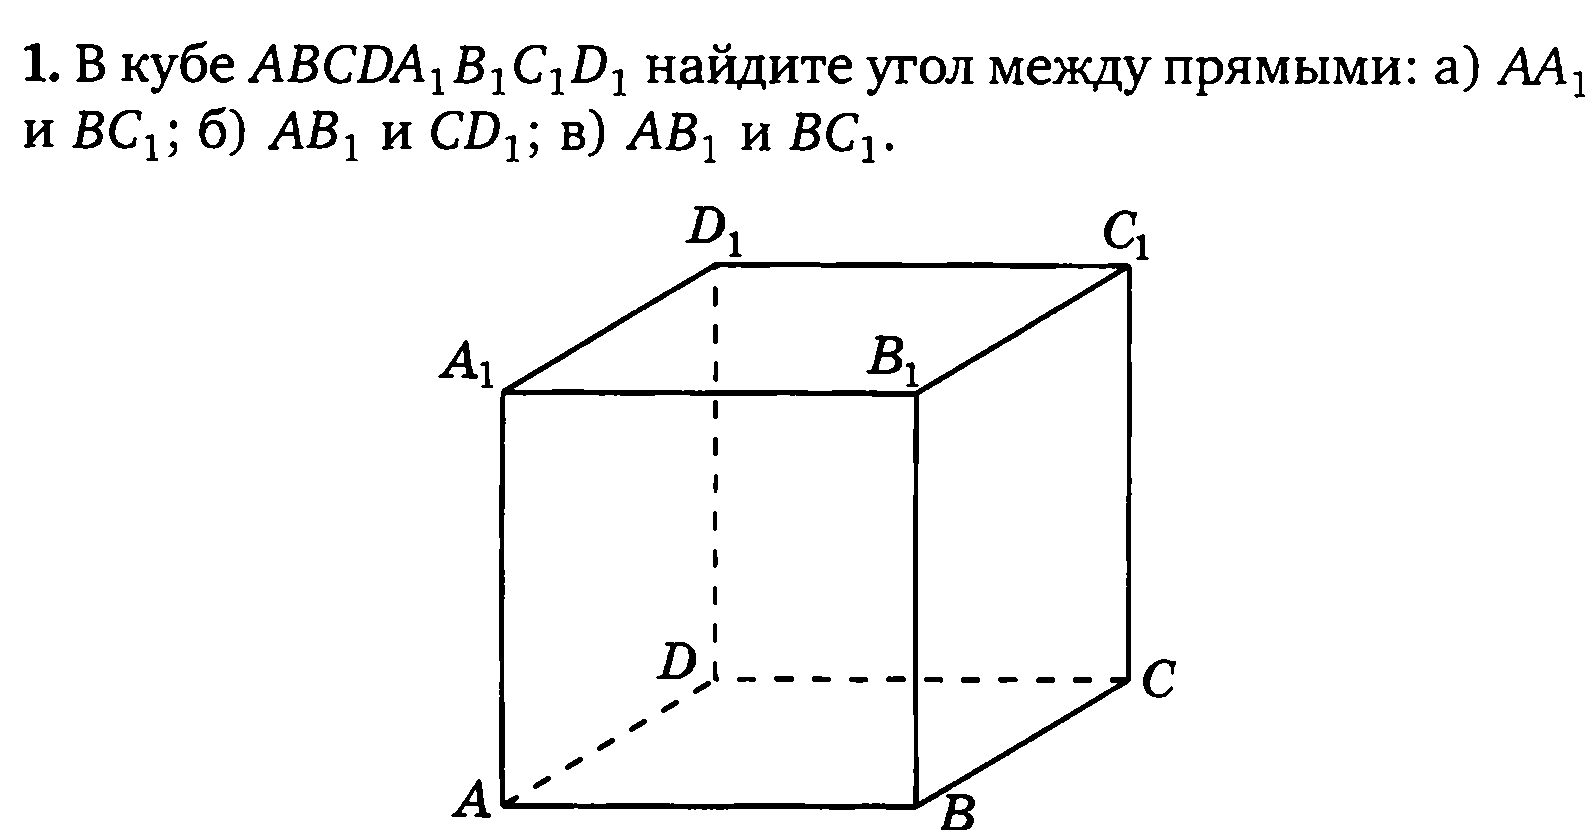 1. В кубе ABCDA₁B₁C₁D₁ найдите угол между прямыми: а) AA₁
и BC₁; б) AB₁ и CD₁; в) AB₁ и BC₁.
D₁
C₁
A₁
B₁
D
C
A
B